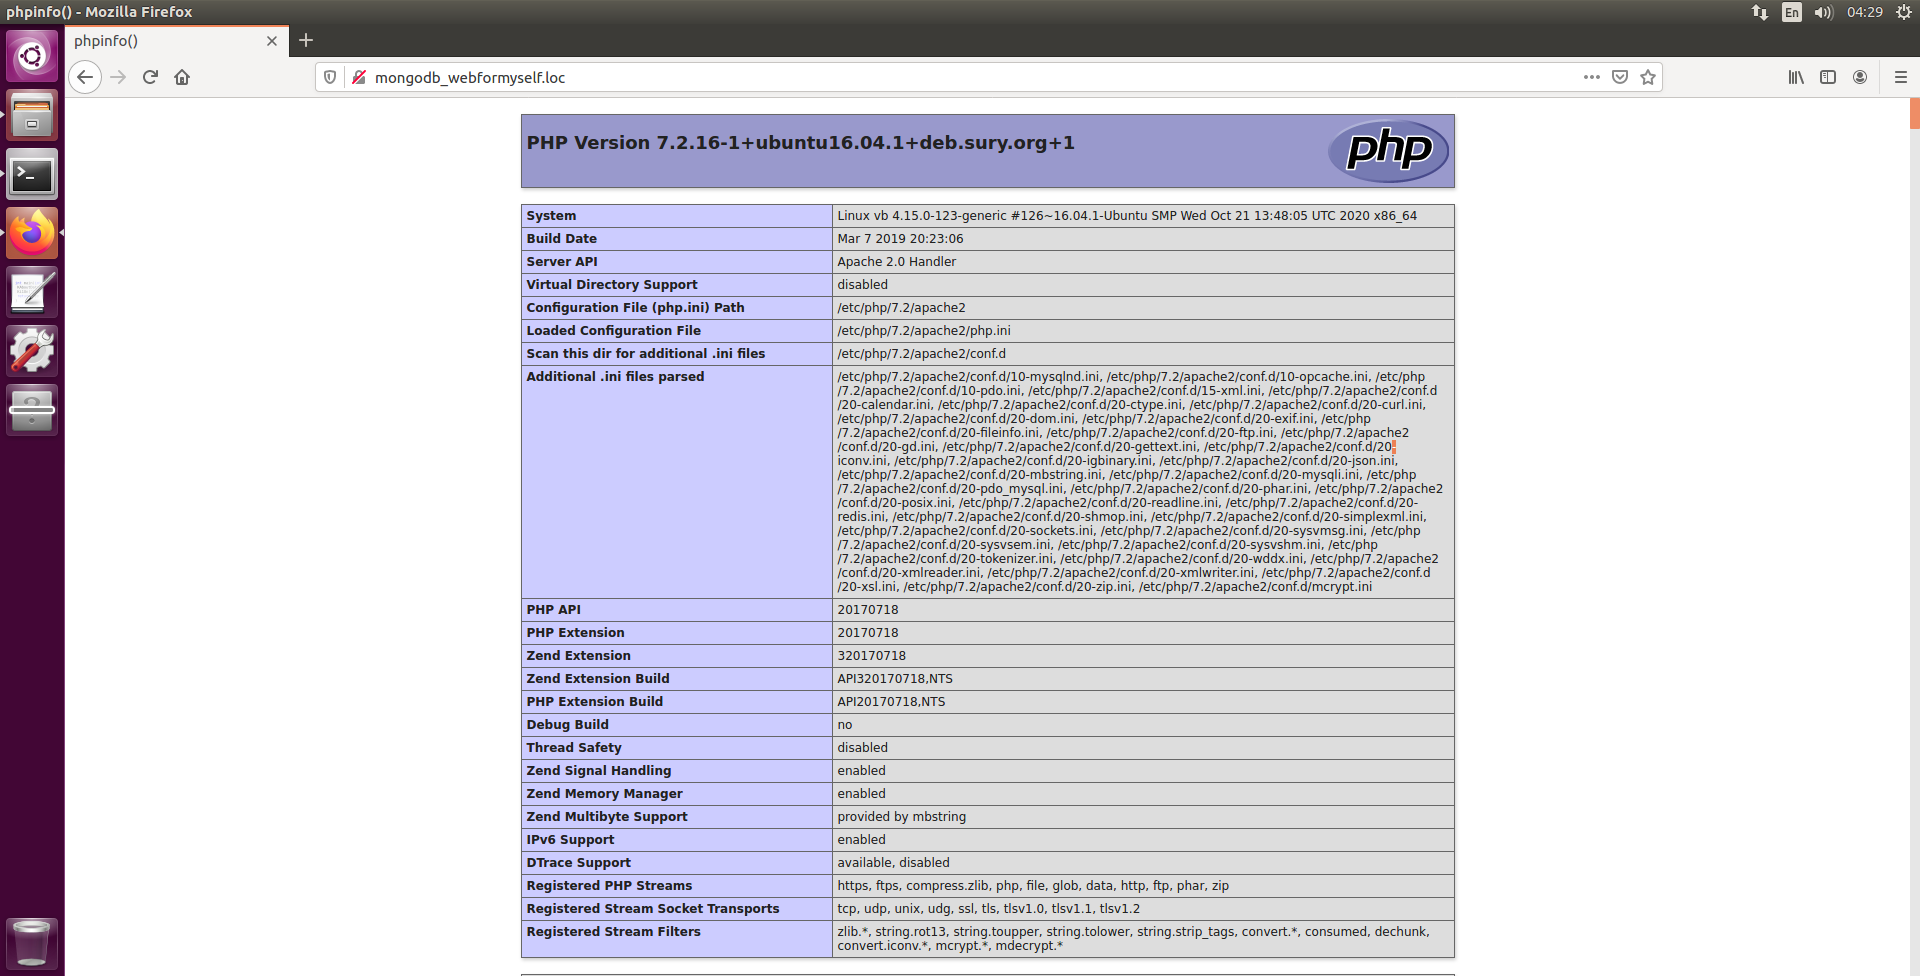 phpinfo() - Mozilla Firefox
En
04:29
phpinfo()
mongodb_webformyself.loc
PHP Version 7.2.16-1+ubuntu16.04.1+deb.sury.org+1
php
System Linux vb 4.15.0-123-generic #126~16.04.1-Ubuntu SMP Wed Oct 21 13:48:05 UTC 2020 x86_64
Build Date Mar 7 2019 20:23:06
Server API Apache 2.0 Handler
Virtual Directory Support disabled
Configuration File (php.ini) Path /etc/php/7.2/apache2
Loaded Configuration File /etc/php/7.2/apache2/php.ini
Scan this dir for additional .ini files /etc/php/7.2/apache2/conf.d
Additional .ini files parsed /etc/php/7.2/apache2/conf.d/10-mysqlnd.ini, /etc/php/7.2/apache2/conf.d/10-opcache.ini, /etc/php
/7.2/apache2/conf.d/10-pdo.ini, /etc/php/7.2/apache2/conf.d/15-xml.ini, /etc/php/7.2/apache2/conf.d
/20-calendar.ini, /etc/php/7.2/apache2/conf.d/20-ctype.ini, /etc/php/7.2/apache2/conf.d/20-curl.ini,
/etc/php/7.2/apache2/conf.d/20-dom.ini, /etc/php/7.2/apache2/conf.d/20-exif.ini, /etc/php
/7.2/apache2/conf.d/20-fileinfo.ini, /etc/php/7.2/apache2/conf.d/20-ftp.ini, /etc/php/7.2/apache2
/conf.d/20-gd.ini, /etc/php/7.2/apache2/conf.d/20-gettext.ini, /etc/php/7.2/apache2/conf.d/20-
iconv.ini, /etc/php/7.2/apache2/conf.d/20-igbinary.ini, /etc/php/7.2/apache2/conf.d/20-json.ini,
/etc/php/7.2/apache2/conf.d/20-mbstring.ini, /etc/php/7.2/apache2/conf.d/20-mysqli.ini, /etc/php
/7.2/apache2/conf.d/20-pdo_mysql.ini, /etc/php/7.2/apache2/conf.d/20-phar.ini, /etc/php/7.2/apache2
/conf.d/20-posix.ini, /etc/php/7.2/apache2/conf.d/20-readline.ini, /etc/php/7.2/apache2/conf.d/20-
redis.ini, /etc/php/7.2/apache2/conf.d/20-shmop.ini, /etc/php/7.2/apache2/conf.d/20-simplexml.ini,
/etc/php/7.2/apache2/conf.d/20-sockets.ini, /etc/php/7.2/apache2/conf.d/20-sysvmsg.ini, /etc/php
/7.2/apache2/conf.d/20-sysvsem.ini, /etc/php/7.2/apache2/conf.d/20-sysvshm.ini, /etc/php
/7.2/apache2/conf.d/20-tokenizer.ini, /etc/php/7.2/apache2/conf.d/20-wddx.ini, /etc/php/7.2/apache2
/conf.d/20-xmlreader.ini, /etc/php/7.2/apache2/conf.d/20-xmlwriter.ini, /etc/php/7.2/apache2/conf.d
/20-xsl.ini, /etc/php/7.2/apache2/conf.d/20-zip.ini, /etc/php/7.2/apache2/conf.d/mcrypt.ini
PHP API 20170718
PHP Extension 20170718
Zend Extension 320170718
Zend Extension Build API320170718,NTS
PHP Extension Build API20170718,NTS
Debug Build no
Thread Safety disabled
Zend Signal Handling enabled
Zend Memory Manager enabled
Zend Multibyte Support provided by mbstring
IPv6 Support enabled
DTrace Support available, disabled
Registered PHP Streams https, ftps, compress.zlib, php, file, glob, data, http, ftp, phar, zip
Registered Stream Socket Transports tcp, udp, unix, udg, ssl, tls, tlsv1.0, tlsv1.1, tlsv1.2
Registered Stream Filters zlib.*, string.rot13, string.toupper, string.tolower, string.strip_tags, convert.*, consumed, dechunk,
convert.iconv.*, mcrypt.*, mdecrypt.*